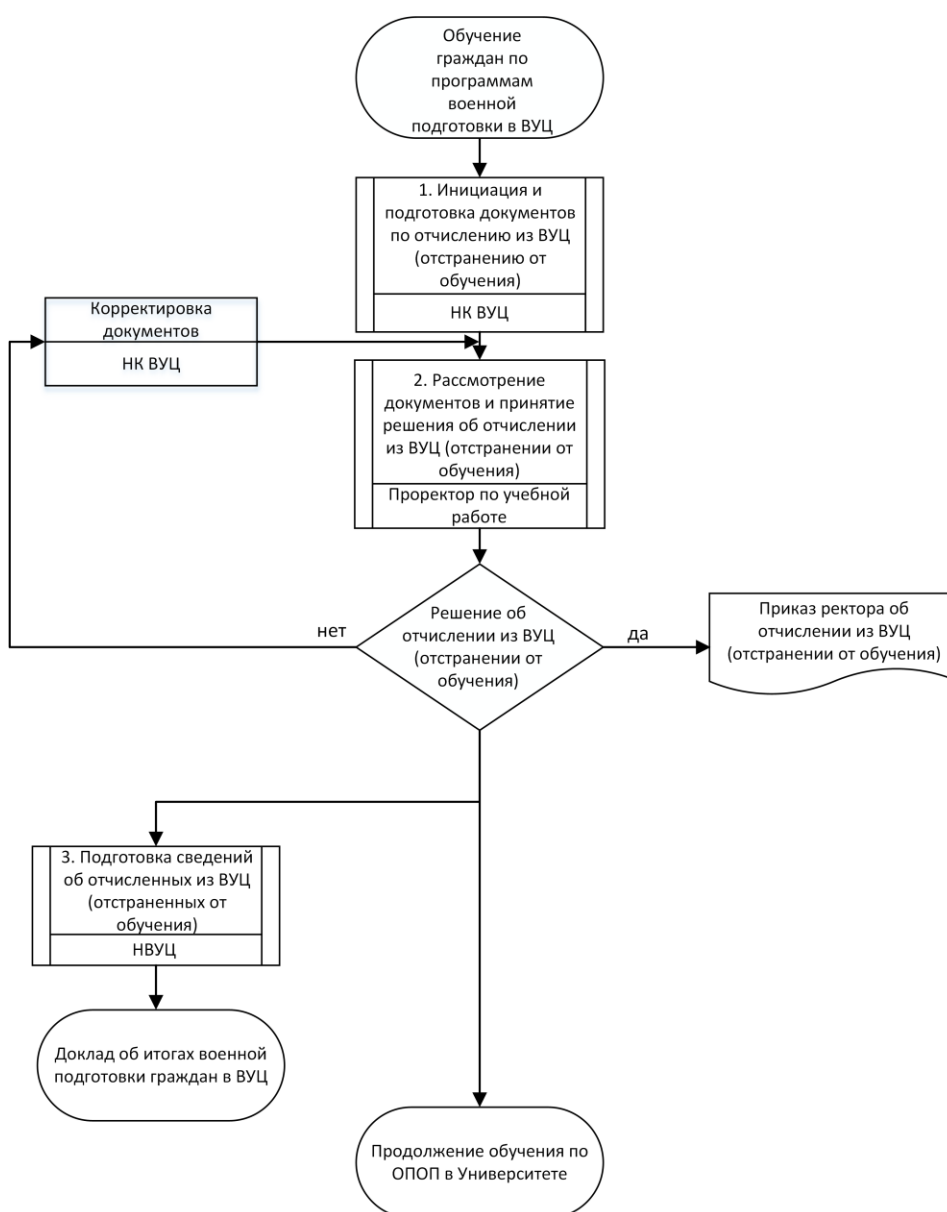 Обучение
граждан по
программам
военной
подготовки в ВУЦ
1. Инициация и
подготовка документов
по отчислению из ВУЦ
(отстранению от
обучения)
НК ВУЦ
Корректировка
документов
НК ВУЦ
2. Рассмотрение
документов и принятие
решения об отчислении
из ВУЦ (отстранении от
обучения)
Проректор по учебной
работе
Решение об
отчислении из ВУЦ
(отстранении от
обучения)
нет
да
Приказ ректора об
отчислении из ВУЦ
(отстранении от обучения)
3. Подготовка сведений
об отчисленных из ВУЦ
(отстраненных от
обучения)
НВУЦ
Доклад об итогах военной
подготовки граждан в ВУЦ
Продолжение обучения по
ОПОП в Университете